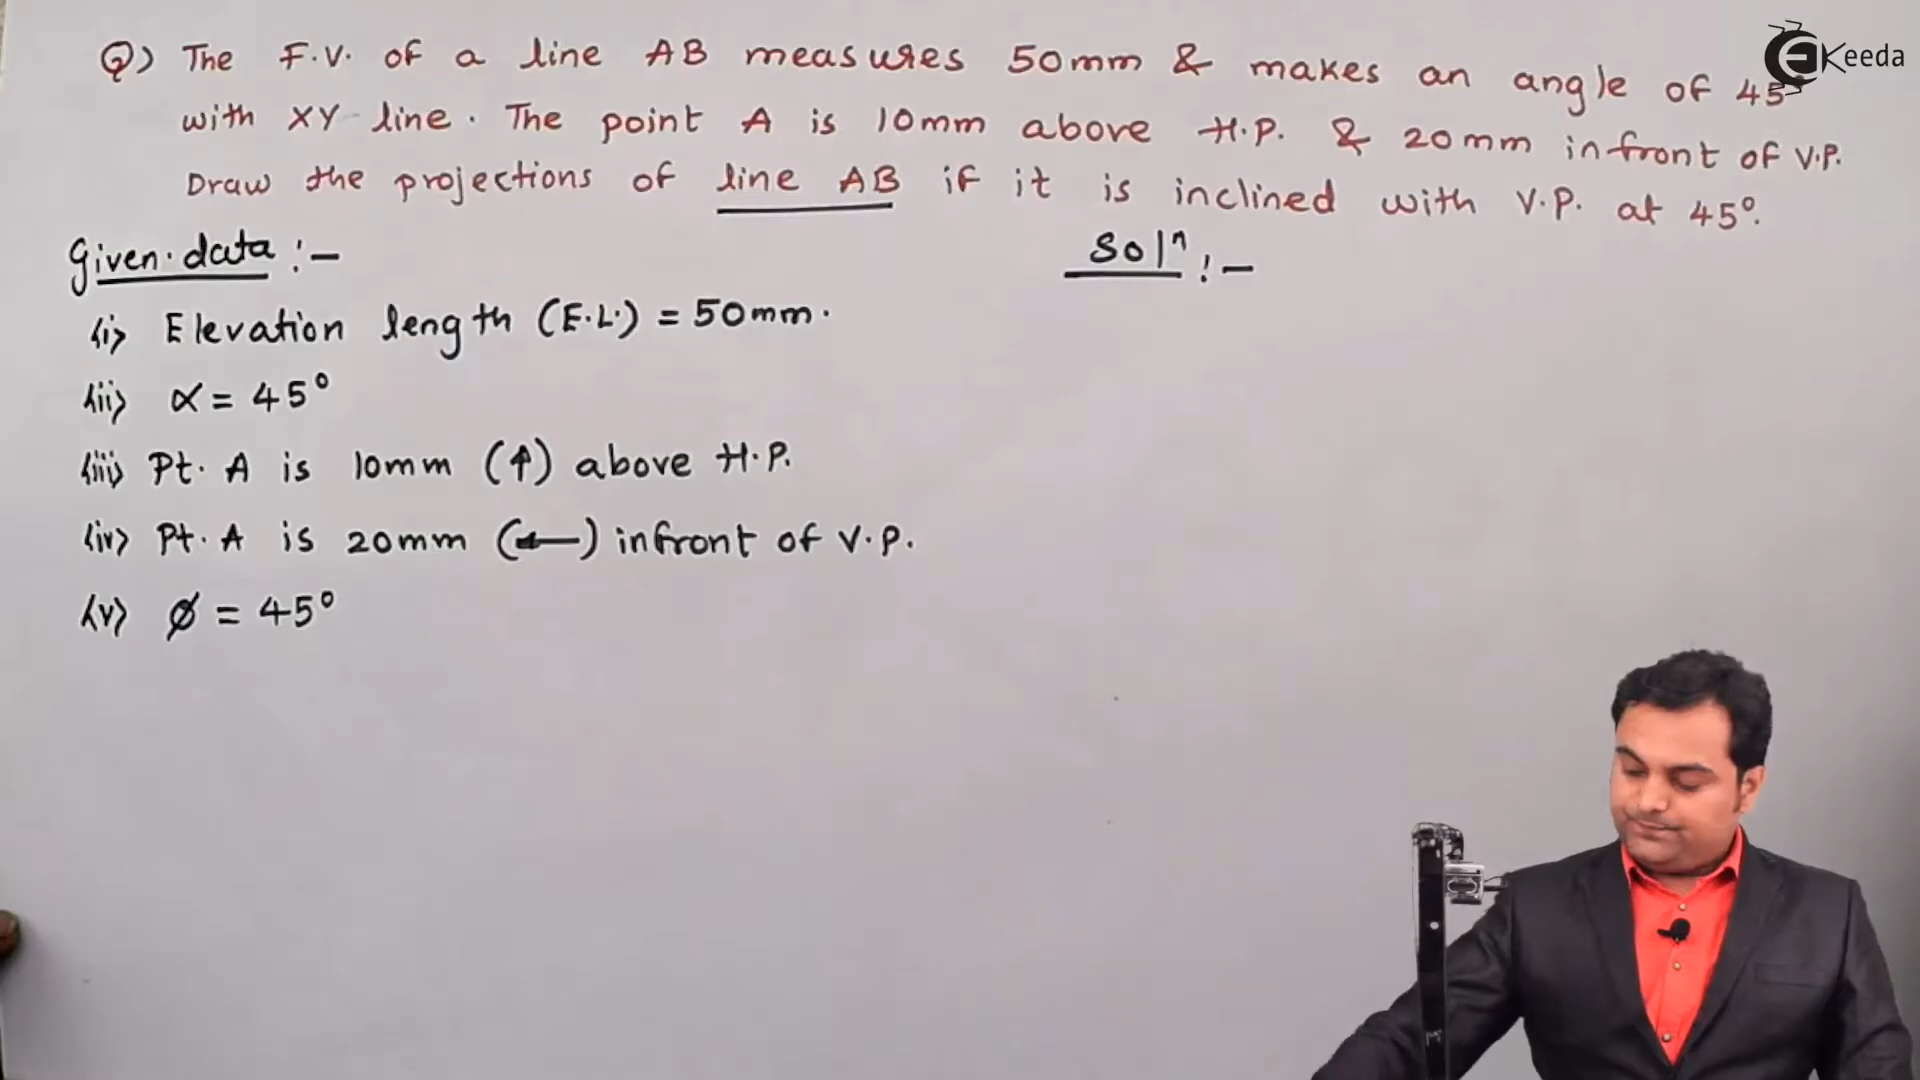 Q) The F.V. of a line AB measures 50mm & makes an angle of 45°
with XY line. The point A is 10mm above H.P. & 20mm infront of V.P.
Draw the projections of line AB if it is inclined with V.P. at 45°.
Given data :-
(i) Elevation length (E.L.) = 50mm.
(ii) α = 45°
(iii) Pt. A is 10mm (↑) above H.P.
(iv) Pt. A is 20mm (←) infront of V.P.
(v) ø = 45°
Solⁿ :-
EKeeda